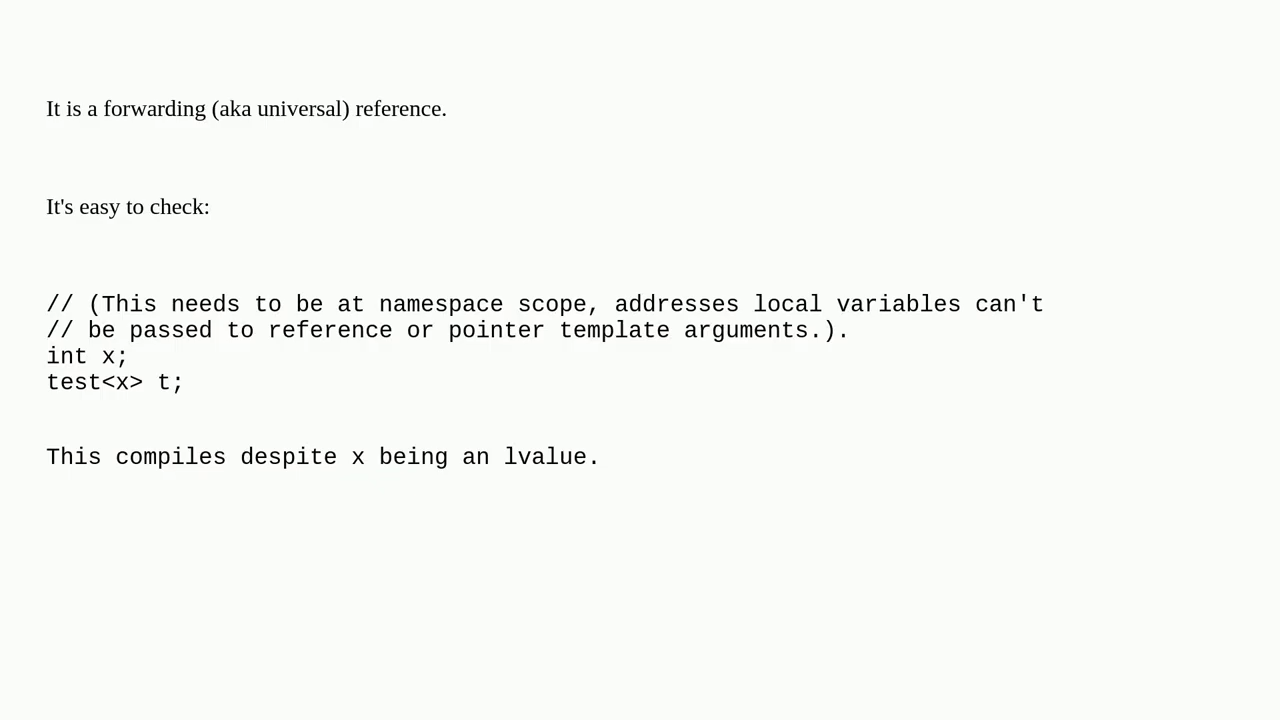 It is a forwarding (aka universal) reference.
It's easy to check:
// (This needs to be at namespace scope, addresses local variables can't
// be passed to reference or pointer template arguments.).
int x;
test<x> t;
This compiles despite x being an lvalue.